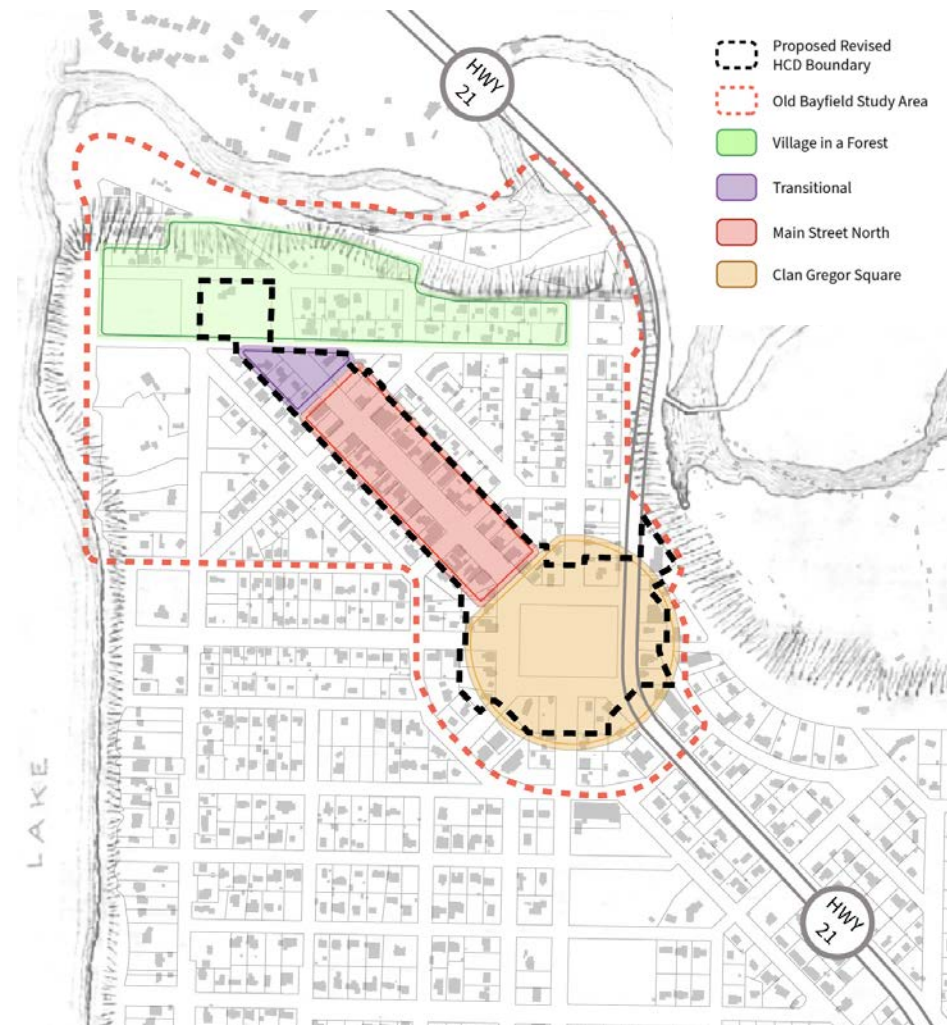 HWY
21
Proposed Revised
HCD Boundary
Old Bayfield Study Area
Village in a Forest
Transitional
Main Street North
Clan Gregor Square
LAKE
HWY
21